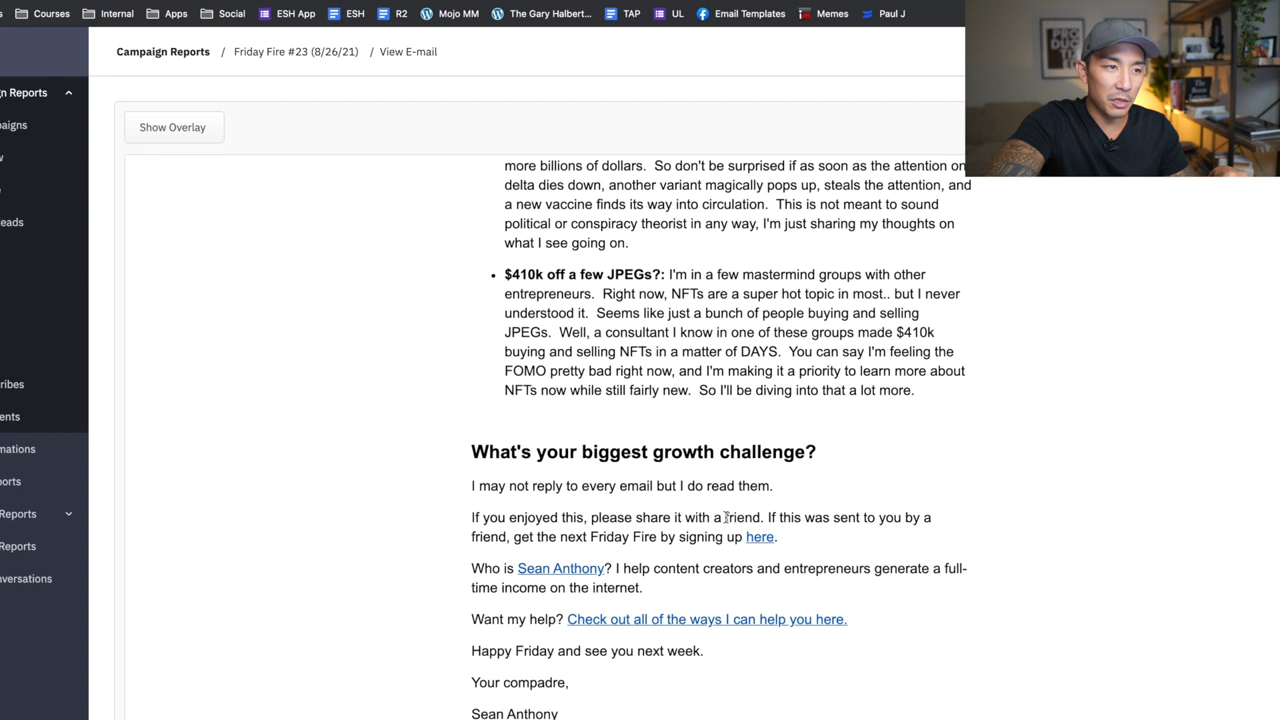 Courses
Internal
Apps
Social
ESH App
ESH
R2
Mojo MM
The Gary Halbert...
TAP
UL
Email Templates
Memes
Paul J
Campaign Reports / Friday Fire #23 (8/26/21) / View E-mail
gn Reports
paigns
w
e
eads
ribes
ents
mations
ports
Reports
Reports
nversations
Show Overlay
more billions of dollars. So don't be surprised if as soon as the attention on
delta dies down, another variant magically pops up, steals the attention, and
a new vaccine finds its way into circulation. This is not meant to sound
political or conspiracy theorist in any way, I'm just sharing my thoughts on
what I see going on.
• $410k off a few JPEGs?: I'm in a few mastermind groups with other
entrepreneurs. Right now, NFTs are a super hot topic in most.. but I never
understood it. Seems like just a bunch of people buying and selling
JPEGs. Well, a consultant I know in one of these groups made $410k
buying and selling NFTs in a matter of DAYS. You can say I'm feeling the
FOMO pretty bad right now, and I'm making it a priority to learn more about
NFTs now while still fairly new. So I'll be diving into that a lot more.
What's your biggest growth challenge?
I may not reply to every email but I do read them.
If you enjoyed this, please share it with a friend. If this was sent to you by a
friend, get the next Friday Fire by signing up here.
Who is Sean Anthony? I help content creators and entrepreneurs generate a full-
time income on the internet.
Want my help? Check out all of the ways I can help you here.
Happy Friday and see you next week.
Your compadre,
Sean Anthony